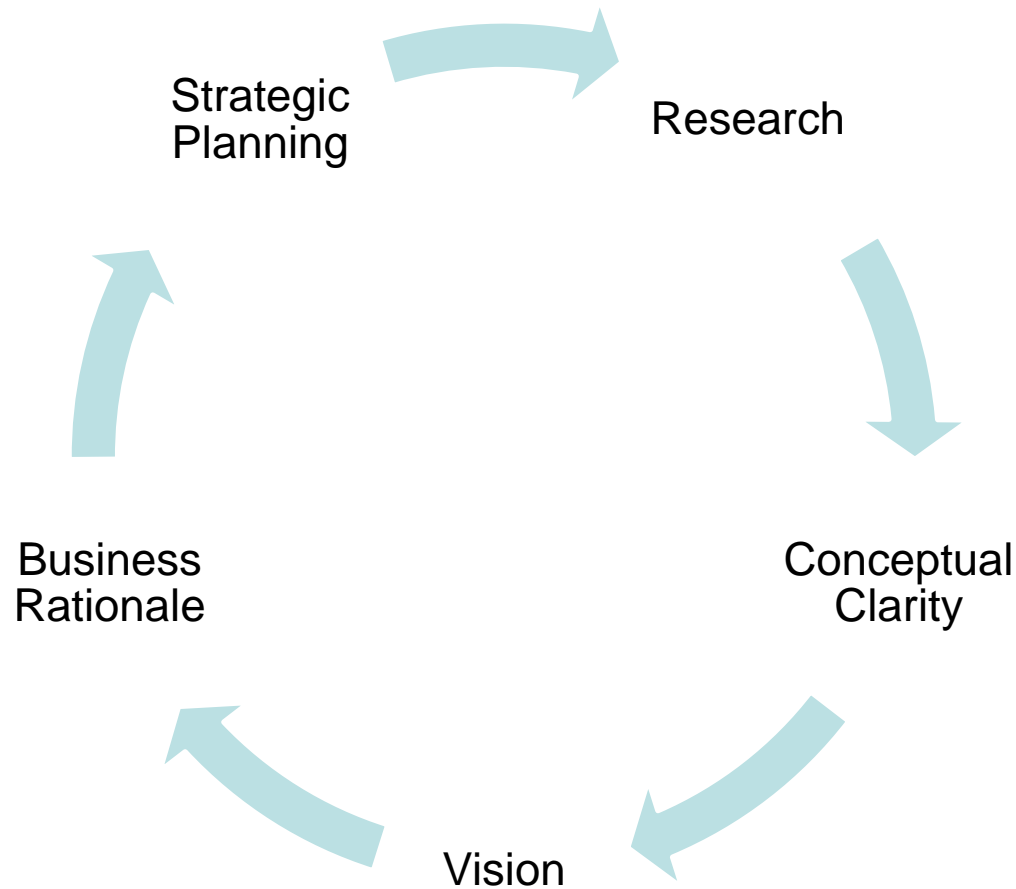 Strategic
Planning
Research
Conceptual
Clarity
Vision
Business
Rationale